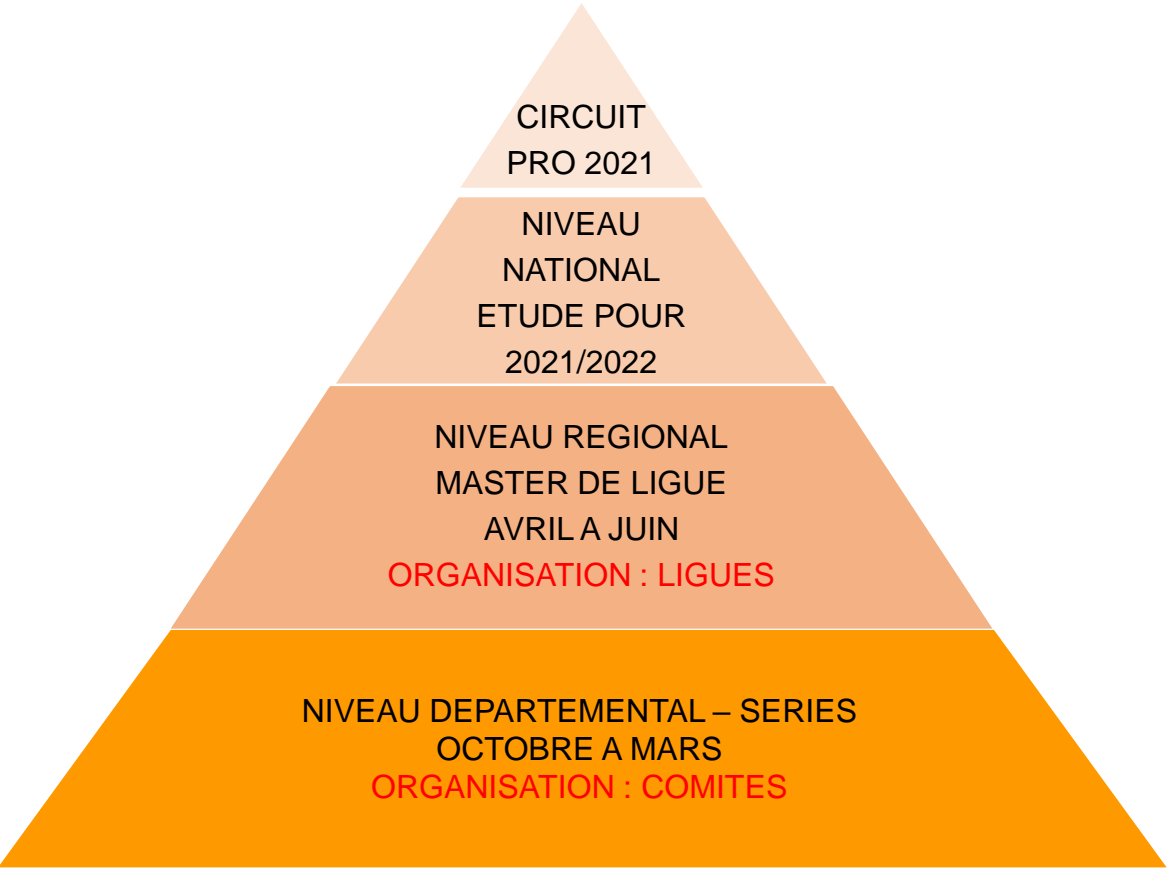 CIRCUIT
PRO 2021
NIVEAU
NATIONAL
ETUDE POUR
2021/2022
NIVEAU REGIONAL
MASTER DE LIGUE
AVRIL A JUIN
ORGANISATION : LIGUES
NIVEAU DEPARTEMENTAL – SERIES
OCTOBRE A MARS
ORGANISATION : COMITES